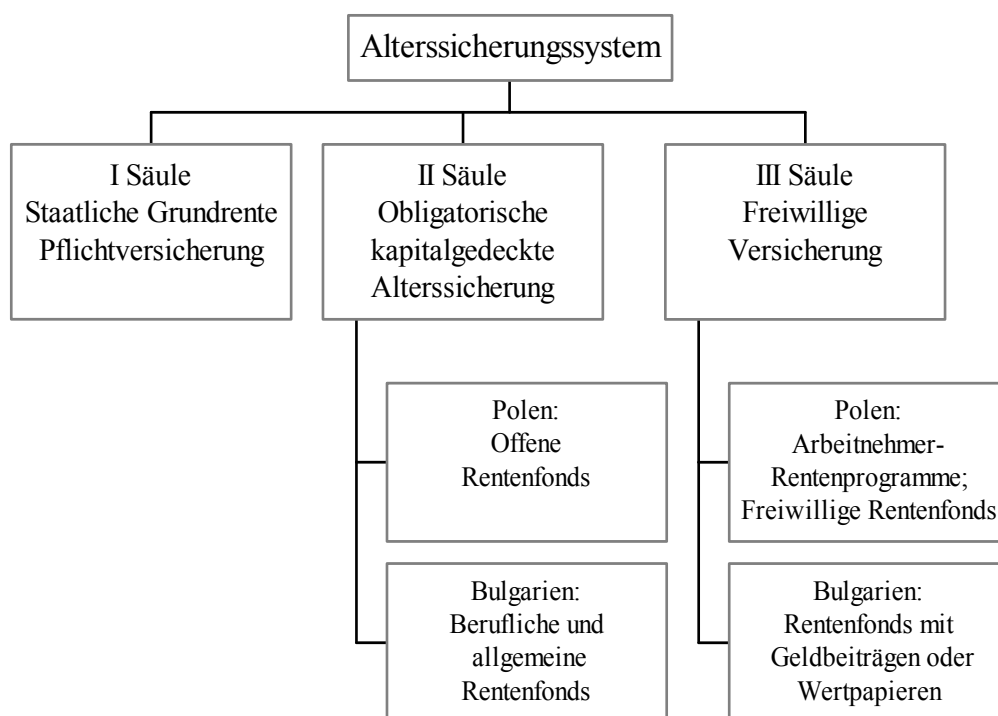 Alterssicherungssystem
I Säule
Staatliche Grundrente
Pflichtversicherung
II Säule
Obligatorische
kapitalgedeckte
Alterssicherung
III Säule
Freiwillige
Versicherung
Polen:
Offene
Rentenfonds
Polen:
Arbeitnehmer-
Rentenprogramme;
Freiwillige Rentenfonds
Bulgarien:
Berufliche und
allgemeine
Rentenfonds
Bulgarien:
Rentenfonds mit
Geldbeiträgen oder
Wertpapieren